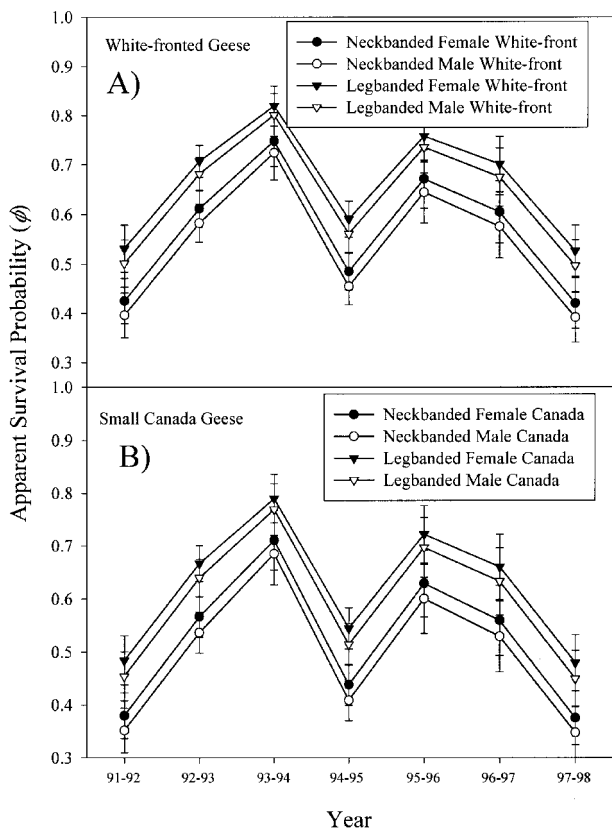 1.0
White-fronted Geese
A)
Neckbanded Female White-front
Neckbanded Male White-front
Legbanded Female White-front
Legbanded Male White-front
0.9
0.8
0.7
0.6
0.5
0.4
0.3
1.0
Small Canada Geese
B)
Neckbanded Female Canada
Neckbanded Male Canada
Legbanded Female Canada
Legbanded Male Canada
0.9
0.8
0.7
0.6
0.5
0.4
0.3
Apparent Survival Probability (ϕ)
91-92 92-93 93-94 94-95 95-96 96-97 97-98
Year